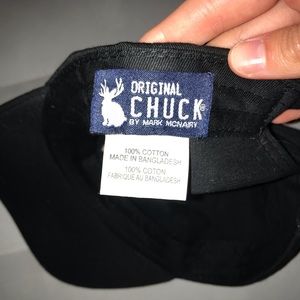 ORIGINAL
CHUCK®
BY MARK MCNAIRY
100% COTTON
MADE IN BANGLADESH
100% COTON
FABRIQUE AU BANGLADESH